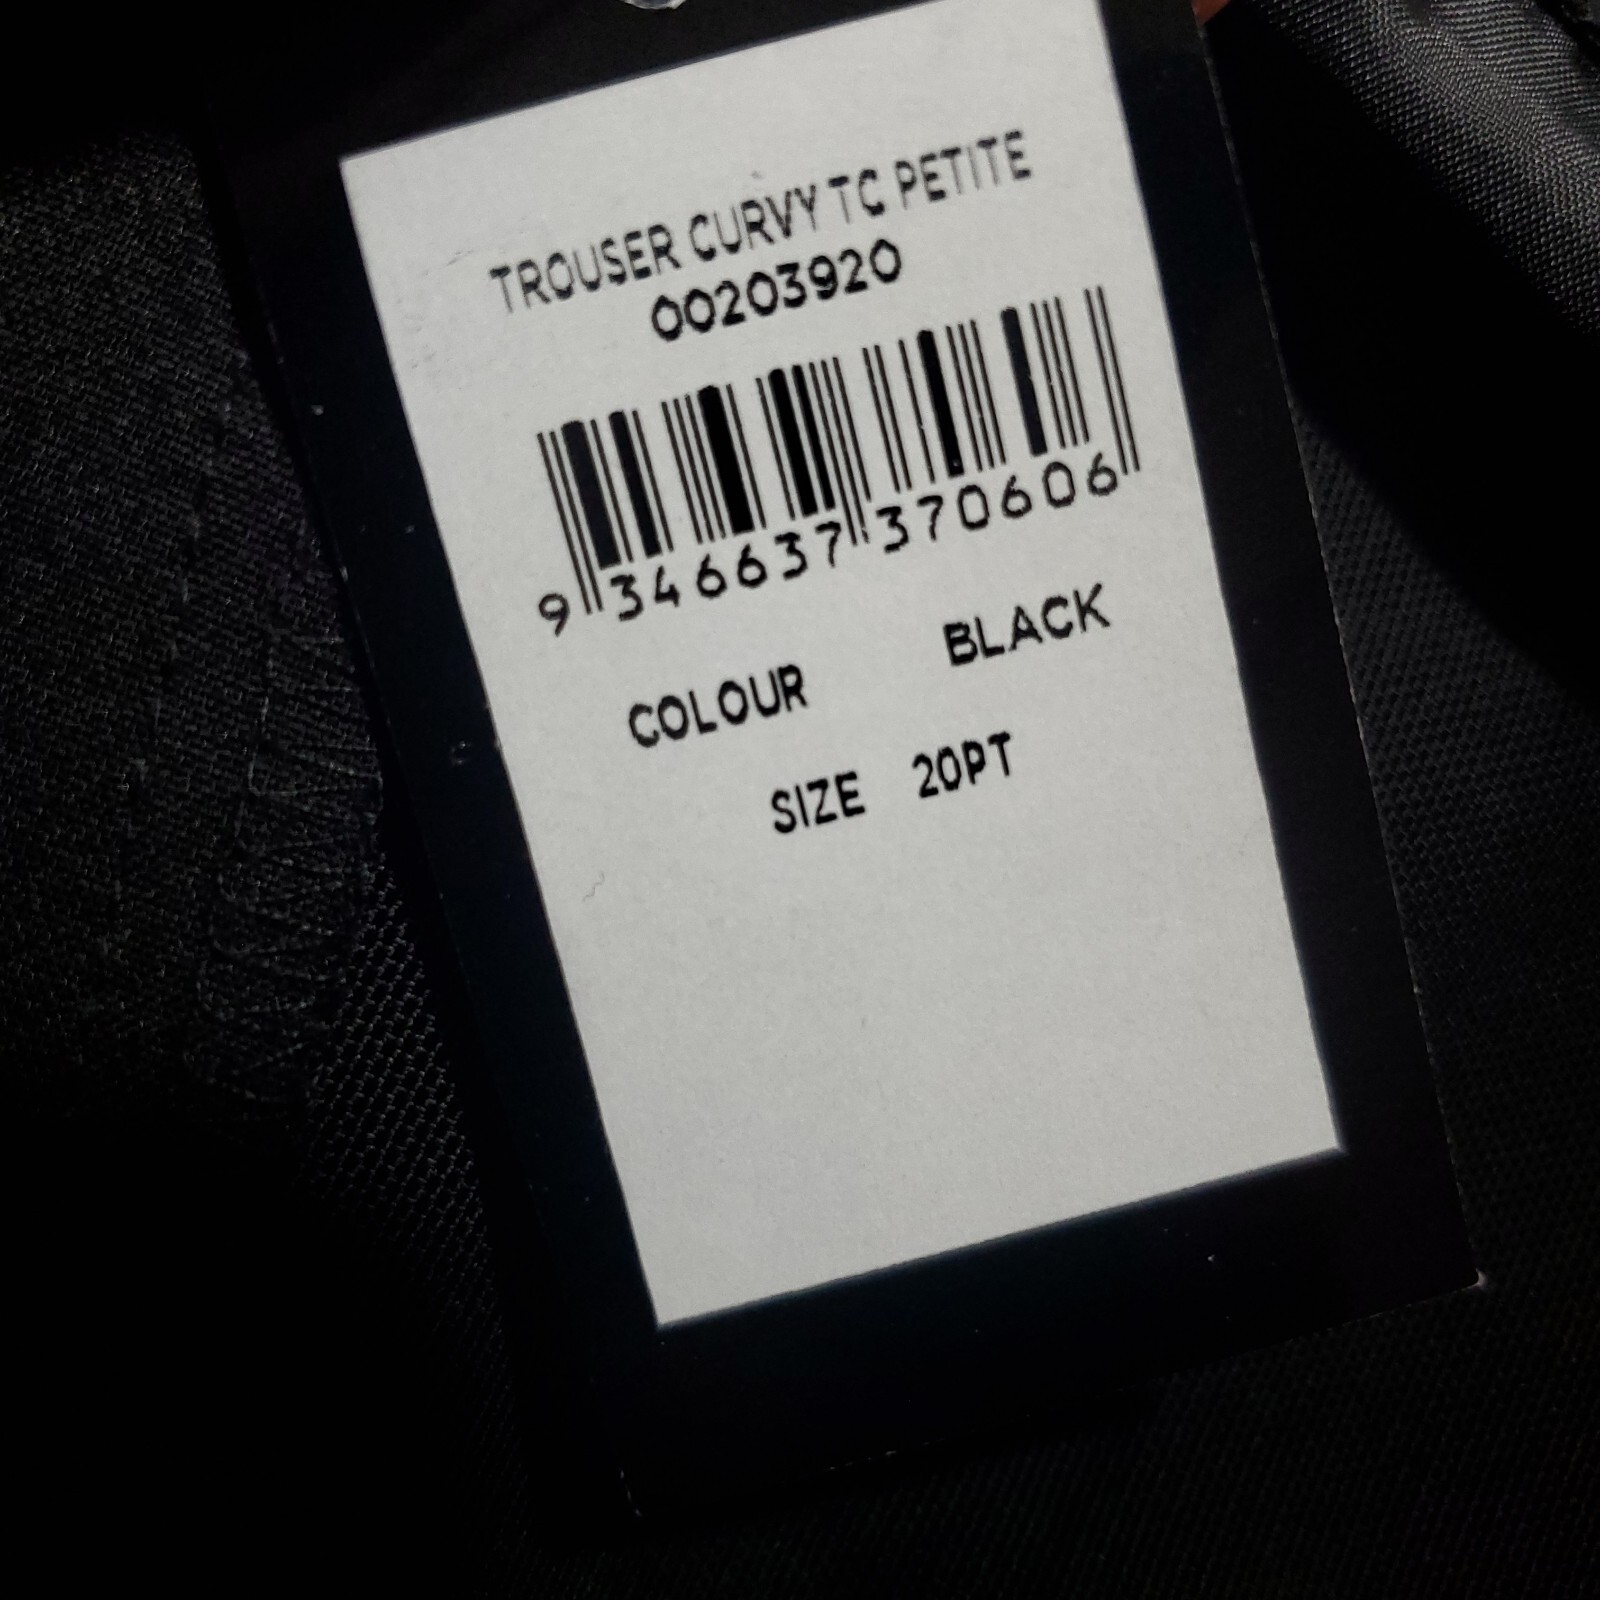 TROUSER CURVY TC PETITE
00203920
9 346637 370606
COLOUR BLACK
SIZE 20PT